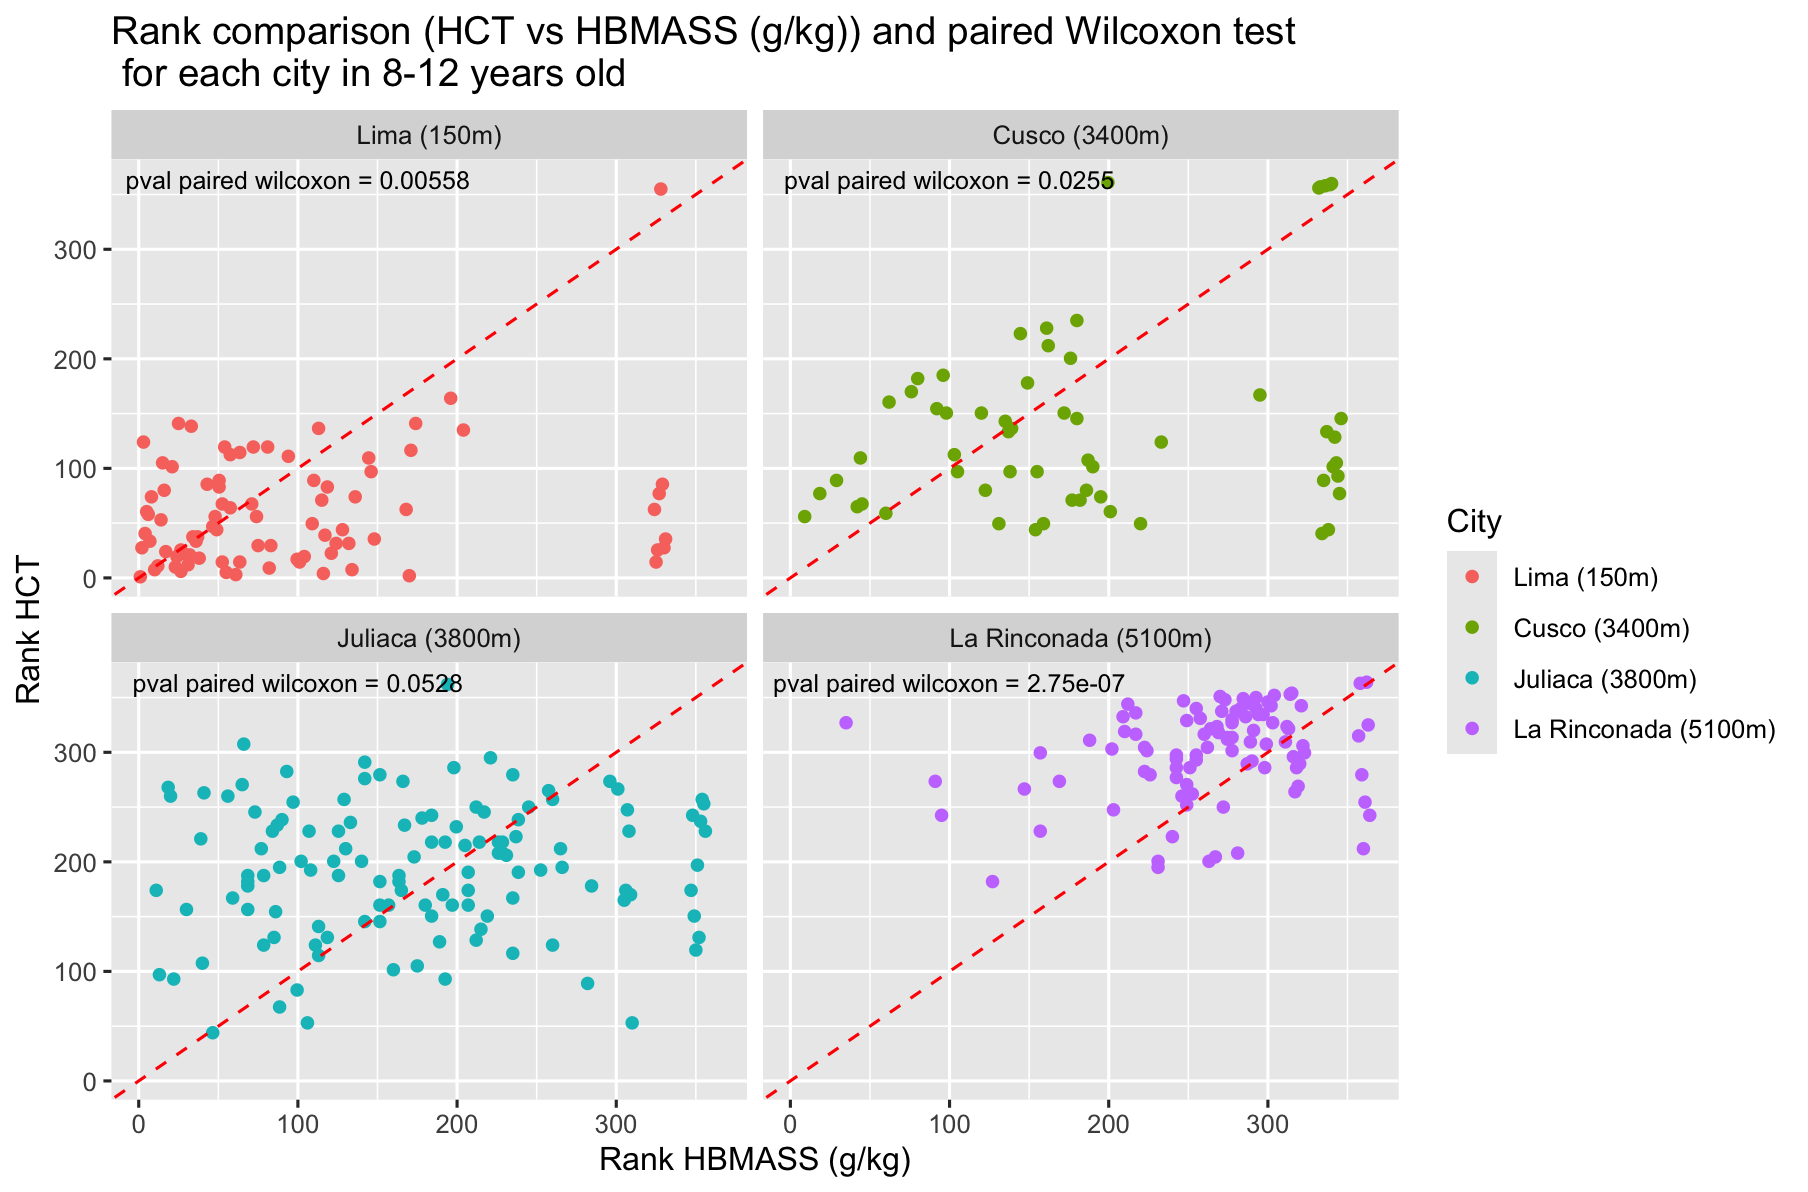 Rank comparison (HCT vs HBMASS (g/kg)) and paired Wilcoxon test
for each city in 8-12 years old
Lima (150m)
Cusco (3400m)
pval paired wilcoxon = 0.00558
pval paired wilcoxon = 0.0255
300
200
100
0
Juliaca (3800m)
La Rinconada (5100m)
pval paired wilcoxon = 0.0528
pval paired wilcoxon = 2.75e-07
300
200
100
0
0 100 200 300
0 100 200 300
Rank HBMASS (g/kg)
Rank HCT
City
Lima (150m)
Cusco (3400m)
Juliaca (3800m)
La Rinconada (5100m)